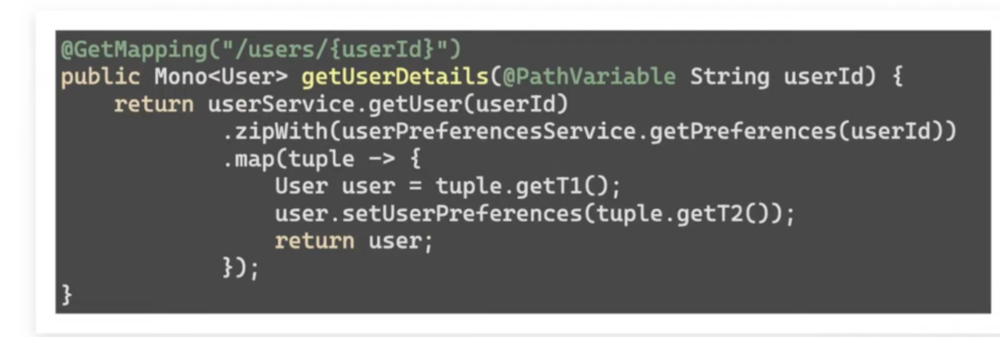 @GetMapping("/users/{userId}")
public Mono<User> getUserDetails(@PathVariable String userId) {
    return userService.getUser(userId)
            .zipWith(userPreferencesService.getPreferences(userId))
            .map(tuple -> {
                User user = tuple.getT1();
                user.setUserPreferences(tuple.getT2());
                return user;
            });
}